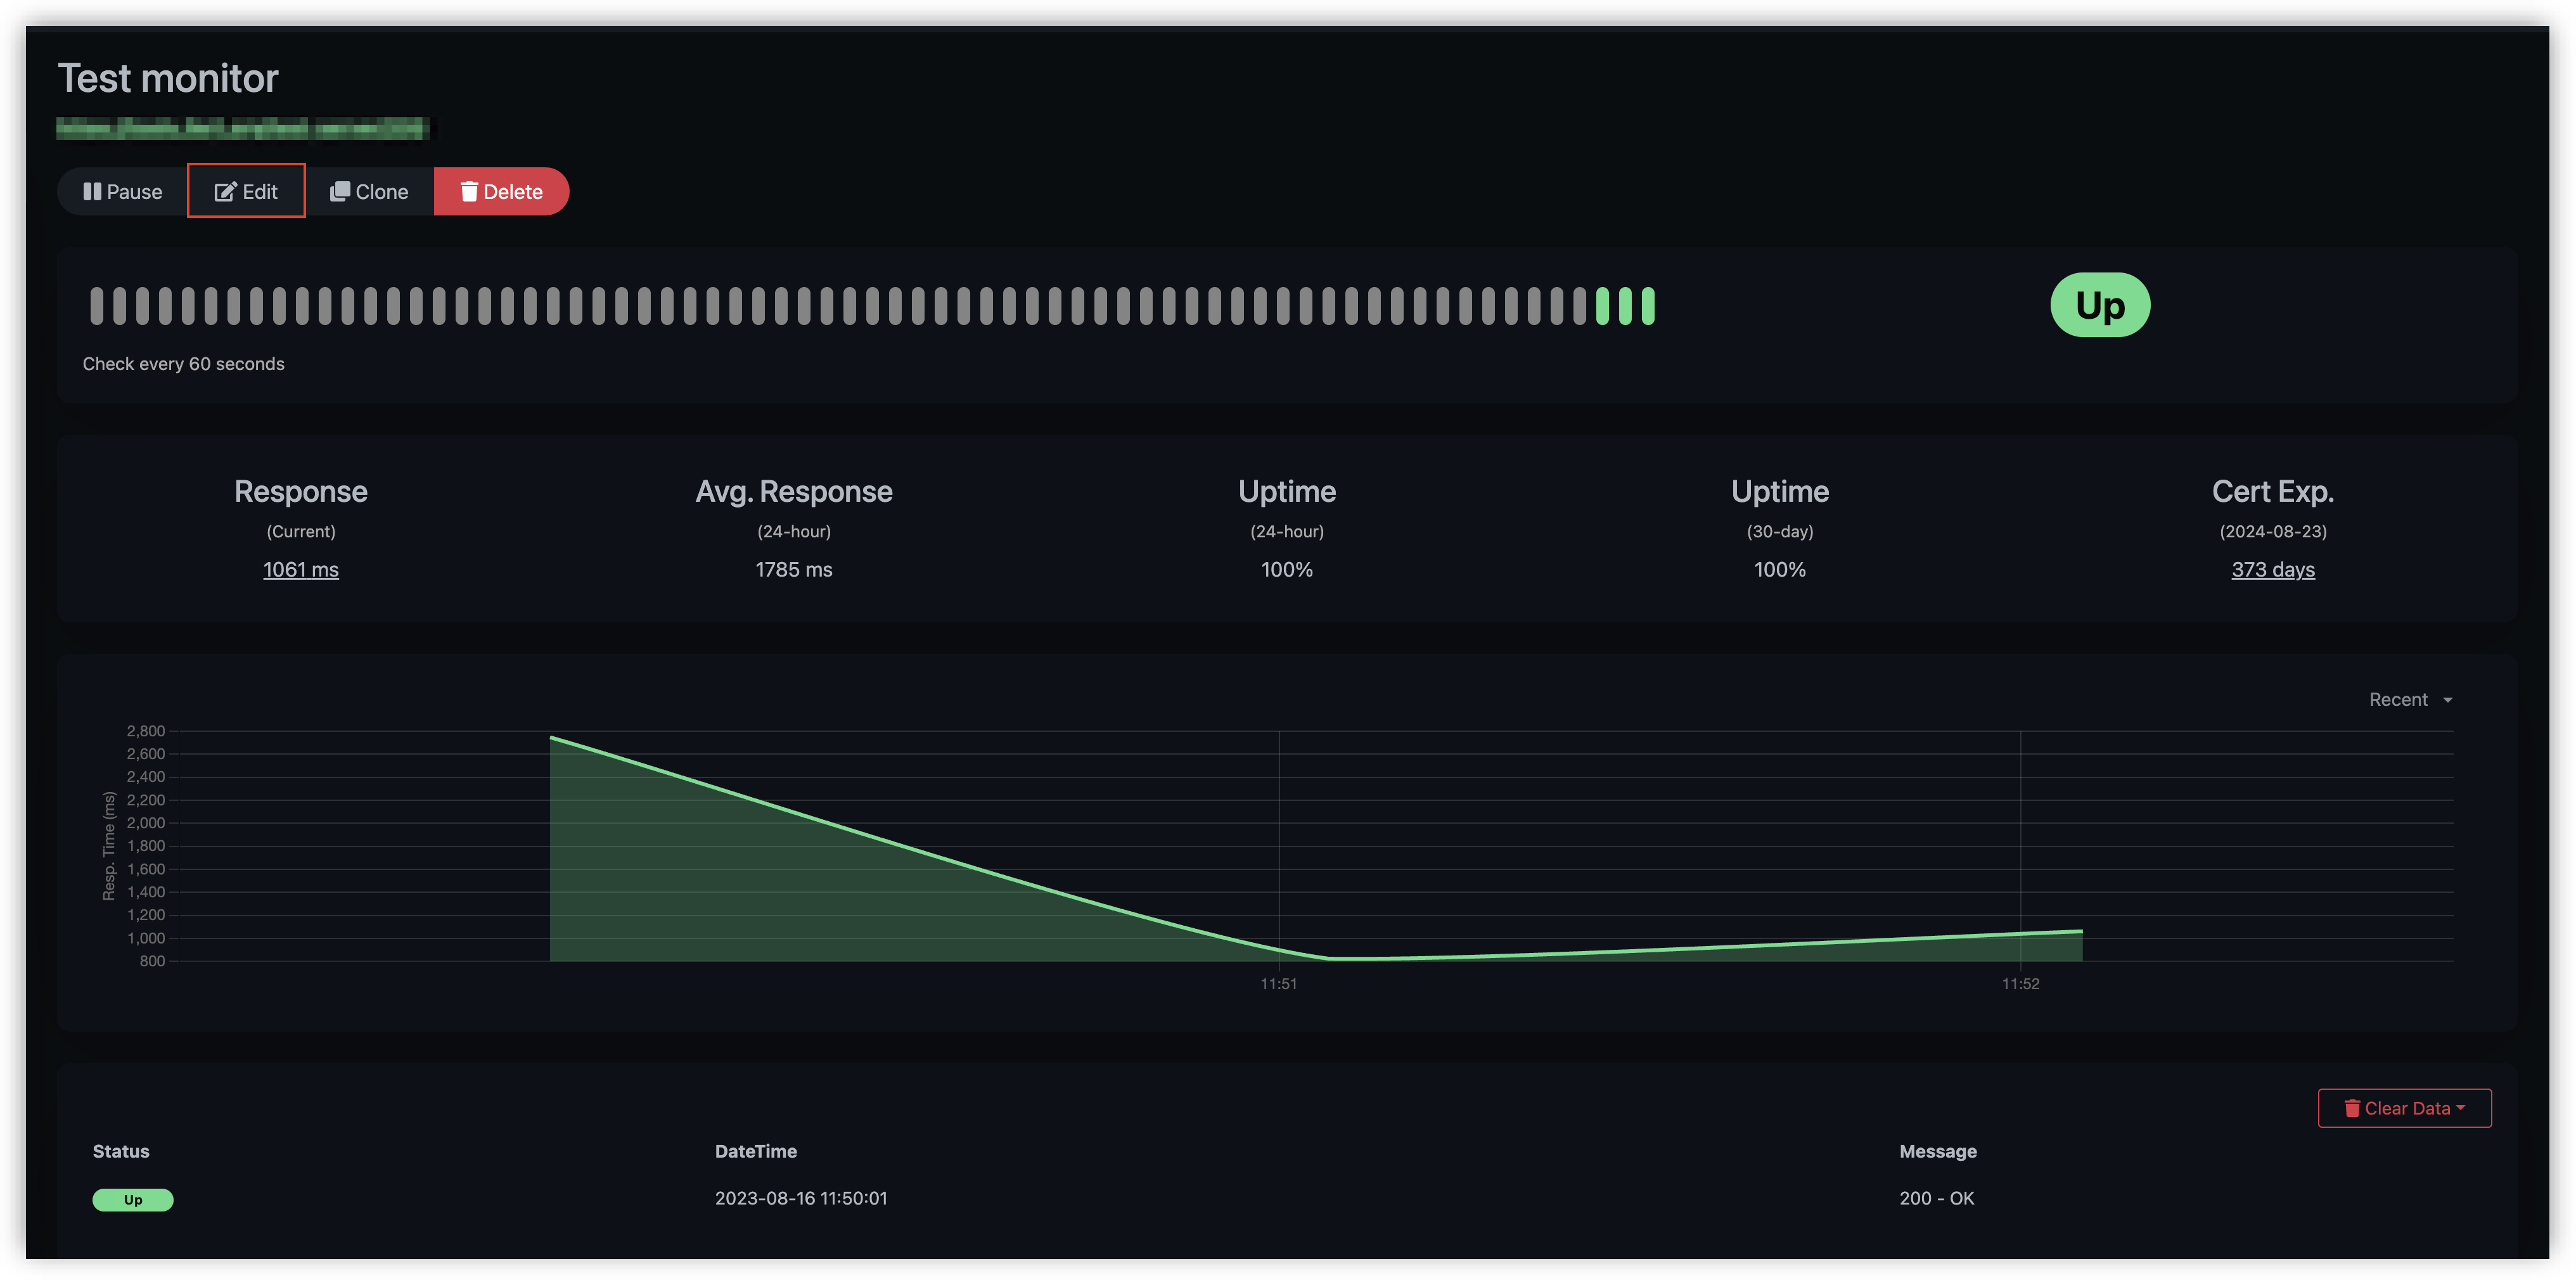 Test monitor
Pause Edit Clone Delete
Up
Check every 60 seconds
Response Avg. Response Uptime Uptime Cert Exp.
(Current) (24-hour) (24-hour) (30-day) (2024-08-23)
1061 ms 1785 ms 100% 100% 373 days
Recent
Resp. Time (ms)
2,800
2,600
2,400
2,200
2,000
1,800
1,600
1,400
1,200
1,000
800
11:51 11:52
Clear Data
Status DateTime Message
Up 2023-08-16 11:50:01 200 - OK